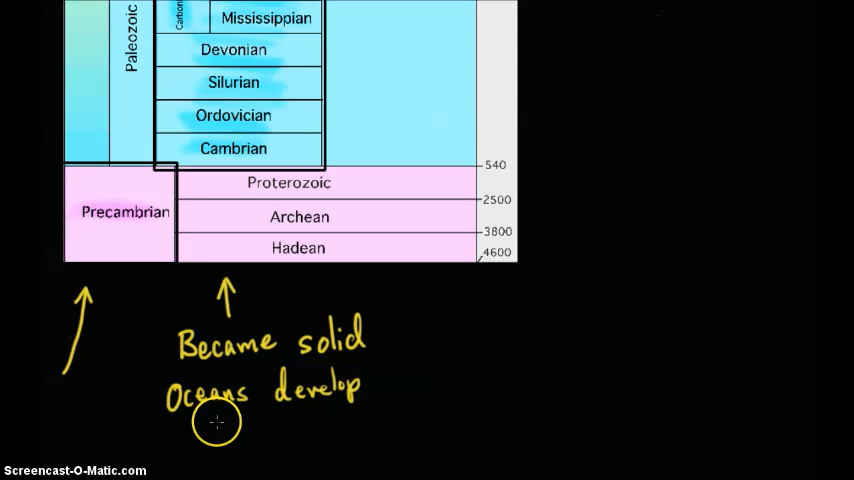 Paleozoic
Carbon
Mississippian
Devonian
Silurian
Ordovician
Cambrian
540
Precambrian
Proterozoic
2500
Archean
3800
Hadean
4600
Became solid
Oceans develop
Screencast-O-Matic.com